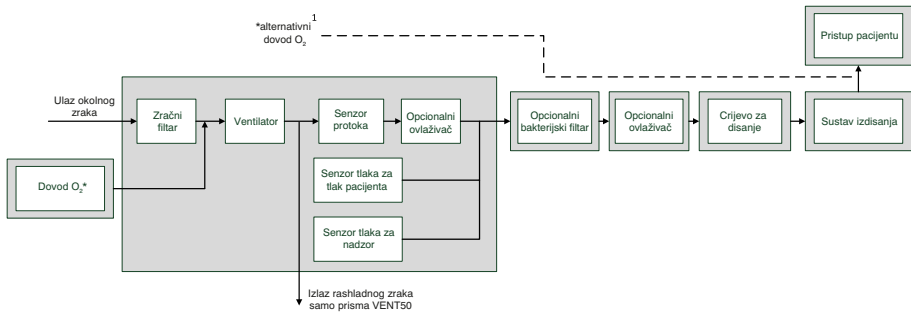 *alternativni¹
dovod O₂
Pristup pacijentu
Ulaz okolnog
zraka
Zračni
filtar
Ventilator
Senzor
protoka
Opcionalni
ovlaživač
Opcionalni
bakterijski filtar
Opcionalni
ovlaživač
Crijevo za
disanje
Sustav izdisanja
Dovod O₂*
Senzor tlaka za
tlak pacijenta
Senzor tlaka za
nadzor
Izlaz rashladnog zraka
samo prisma VENT50